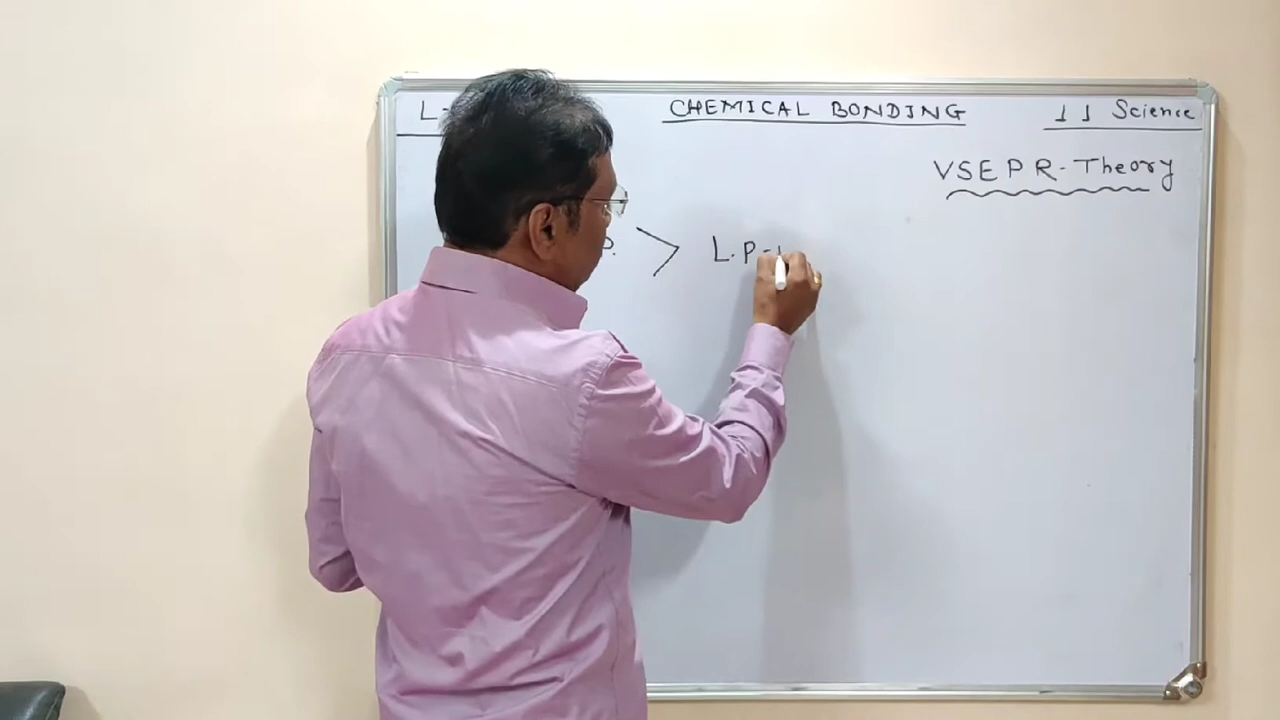 CHEMICAL BONDING 11 Science
VSEPR-Theory
> L.P-